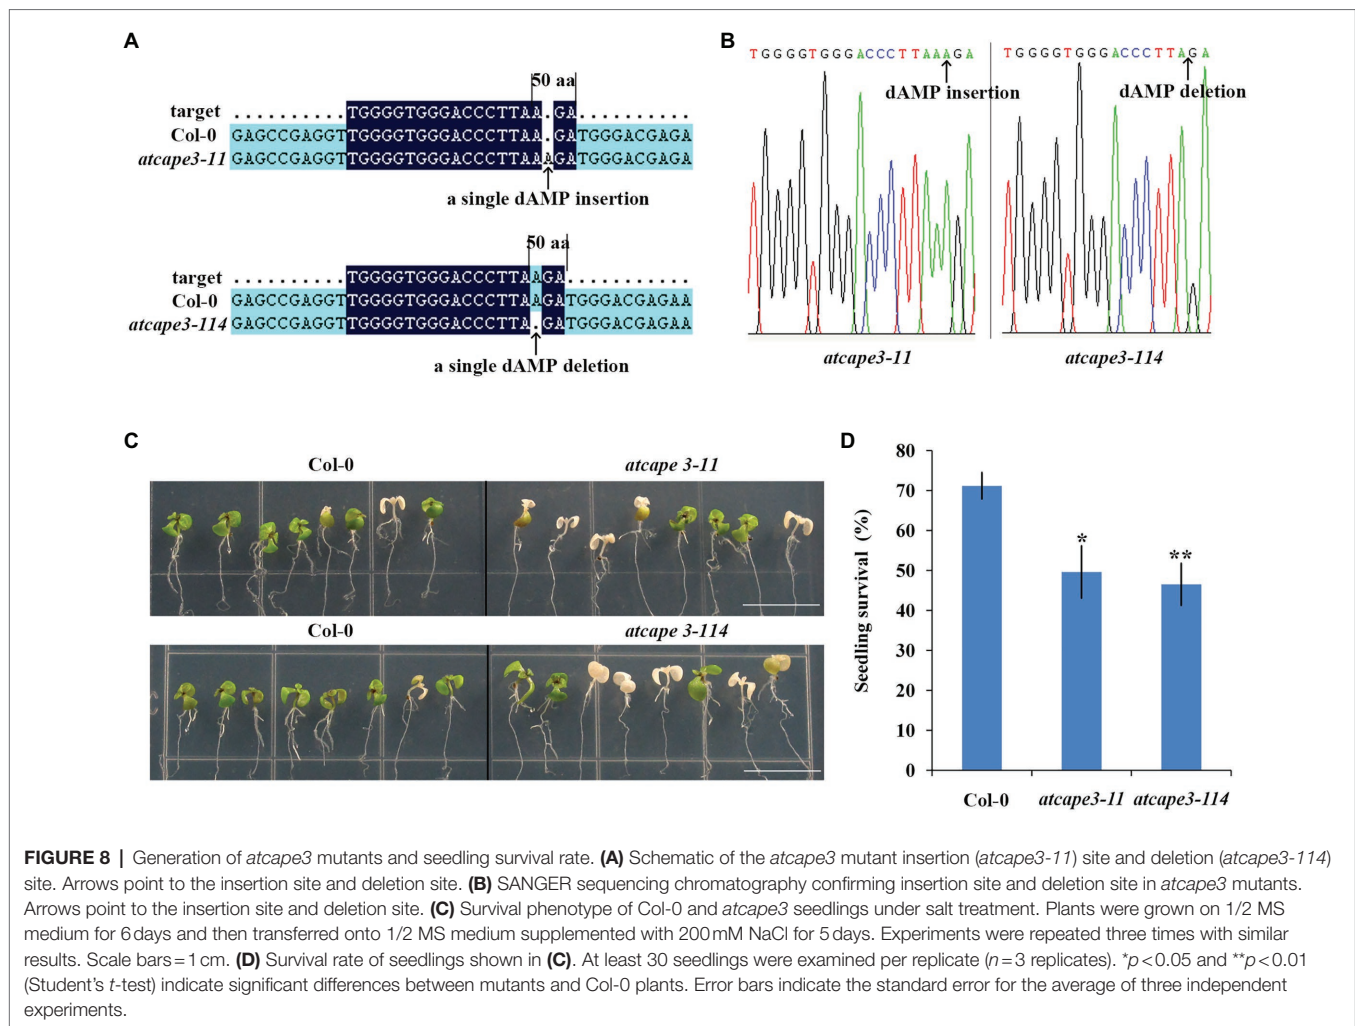 A
50 aa
target ..........TGGGGTGGGACCCTTAA.GA..........
Col-0 GAGCCGAGGTTGGGGTGGGACCCTTAA.GATGGGACGAGA
atcape3-11 GAGCCGAGGTTGGGGTGGGACCCTTAAAGATGGGACGAGA
a single dAMP insertion
50 aa
target ..........TGGGGTGGGACCCTTAAGA...........
Col-0 GAGCCGAGGTTGGGGTGGGACCCTTAAGATGGGACGAGAA
atcape3-114 GAGCCGAGGTTGGGGTGGGACCCTTA.GATGGGACGAGAA
a single dAMP deletion
B
TGGGGTGGGACCCTTAAAGA
dAMP insertion
atcape3-11
TGGGGTGGGACCCTTAGA
dAMP deletion
atcape3-114
C
Col-0
atcape 3-11
Col-0
atcape 3-114
D
Seedling survival (%)
80
70
60
50
40
30
20
10
0
*
**
Col-0
atcape3-11
atcape3-114
FIGURE 8 | Generation of atcape3 mutants and seedling survival rate. (A) Schematic of the atcape3 mutant insertion (atcape3-11) site and deletion (atcape3-114)
site. Arrows point to the insertion site and deletion site. (B) SANGER sequencing chromatography confirming insertion site and deletion site in atcape3 mutants.
Arrows point to the insertion site and deletion site. (C) Survival phenotype of Col-0 and atcape3 seedlings under salt treatment. Plants were grown on 1/2 MS
medium for 6 days and then transferred onto 1/2 MS medium supplemented with 200 mM NaCl for 5 days. Experiments were repeated three times with similar
results. Scale bars = 1 cm. (D) Survival rate of seedlings shown in (C). At least 30 seedlings were examined per replicate (n = 3 replicates). *p < 0.05 and **p < 0.01
(Student's t-test) indicate significant differences between mutants and Col-0 plants. Error bars indicate the standard error for the average of three independent
experiments.